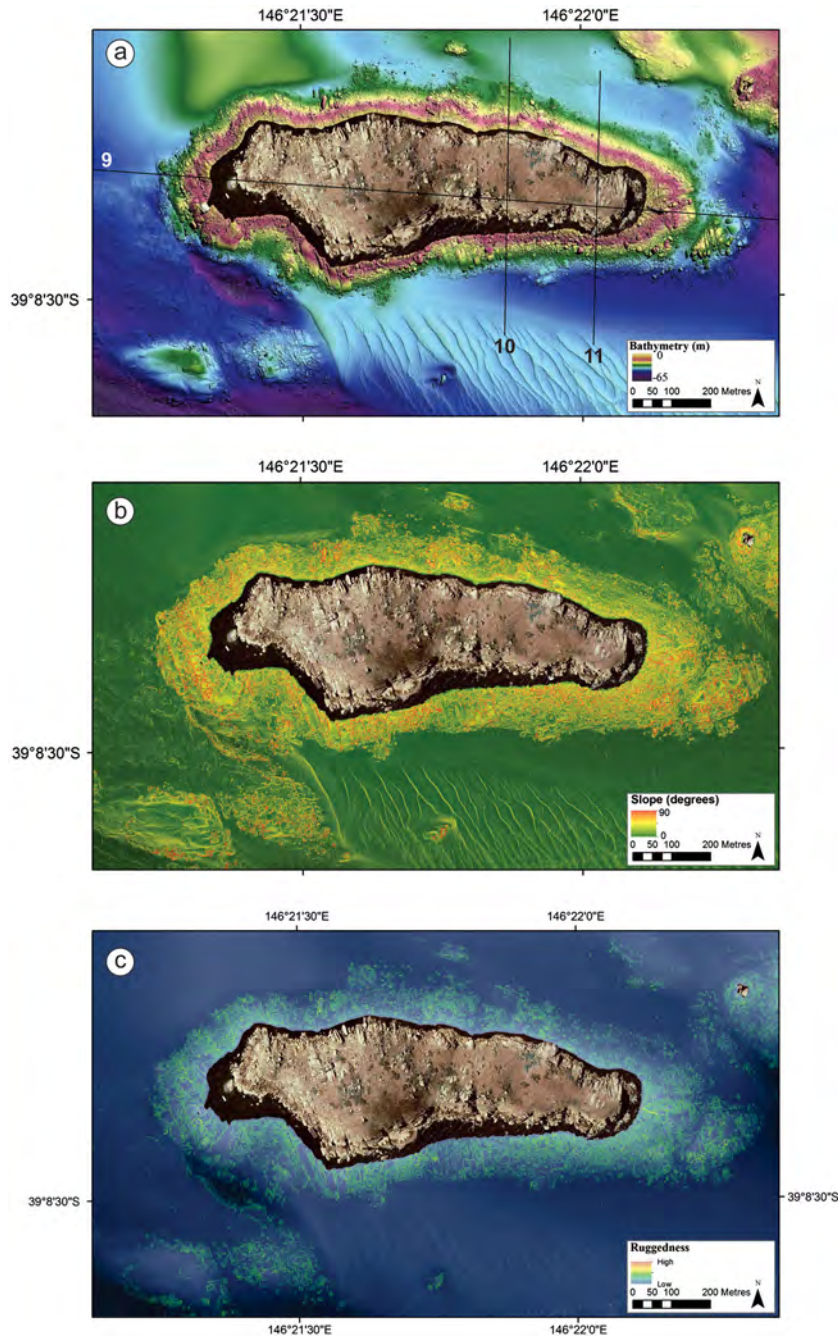 146°21'30"E 146°22'0"E
a
9
39°8'30"S
10
11
Bathymetry (m)
0
-65
N
0 50 100 200 Metres
146°21'30"E 146°22'0"E
b
39°8'30"S
Slope (degrees)
90
0
N
0 50 100 200 Metres
146°21'30"E 146°22'0"E
c
39°8'30"S 39°8'30"S
Ruggedness
High
Low
N
0 50 100 200 Metres
146°21'30"E 146°22'0"E